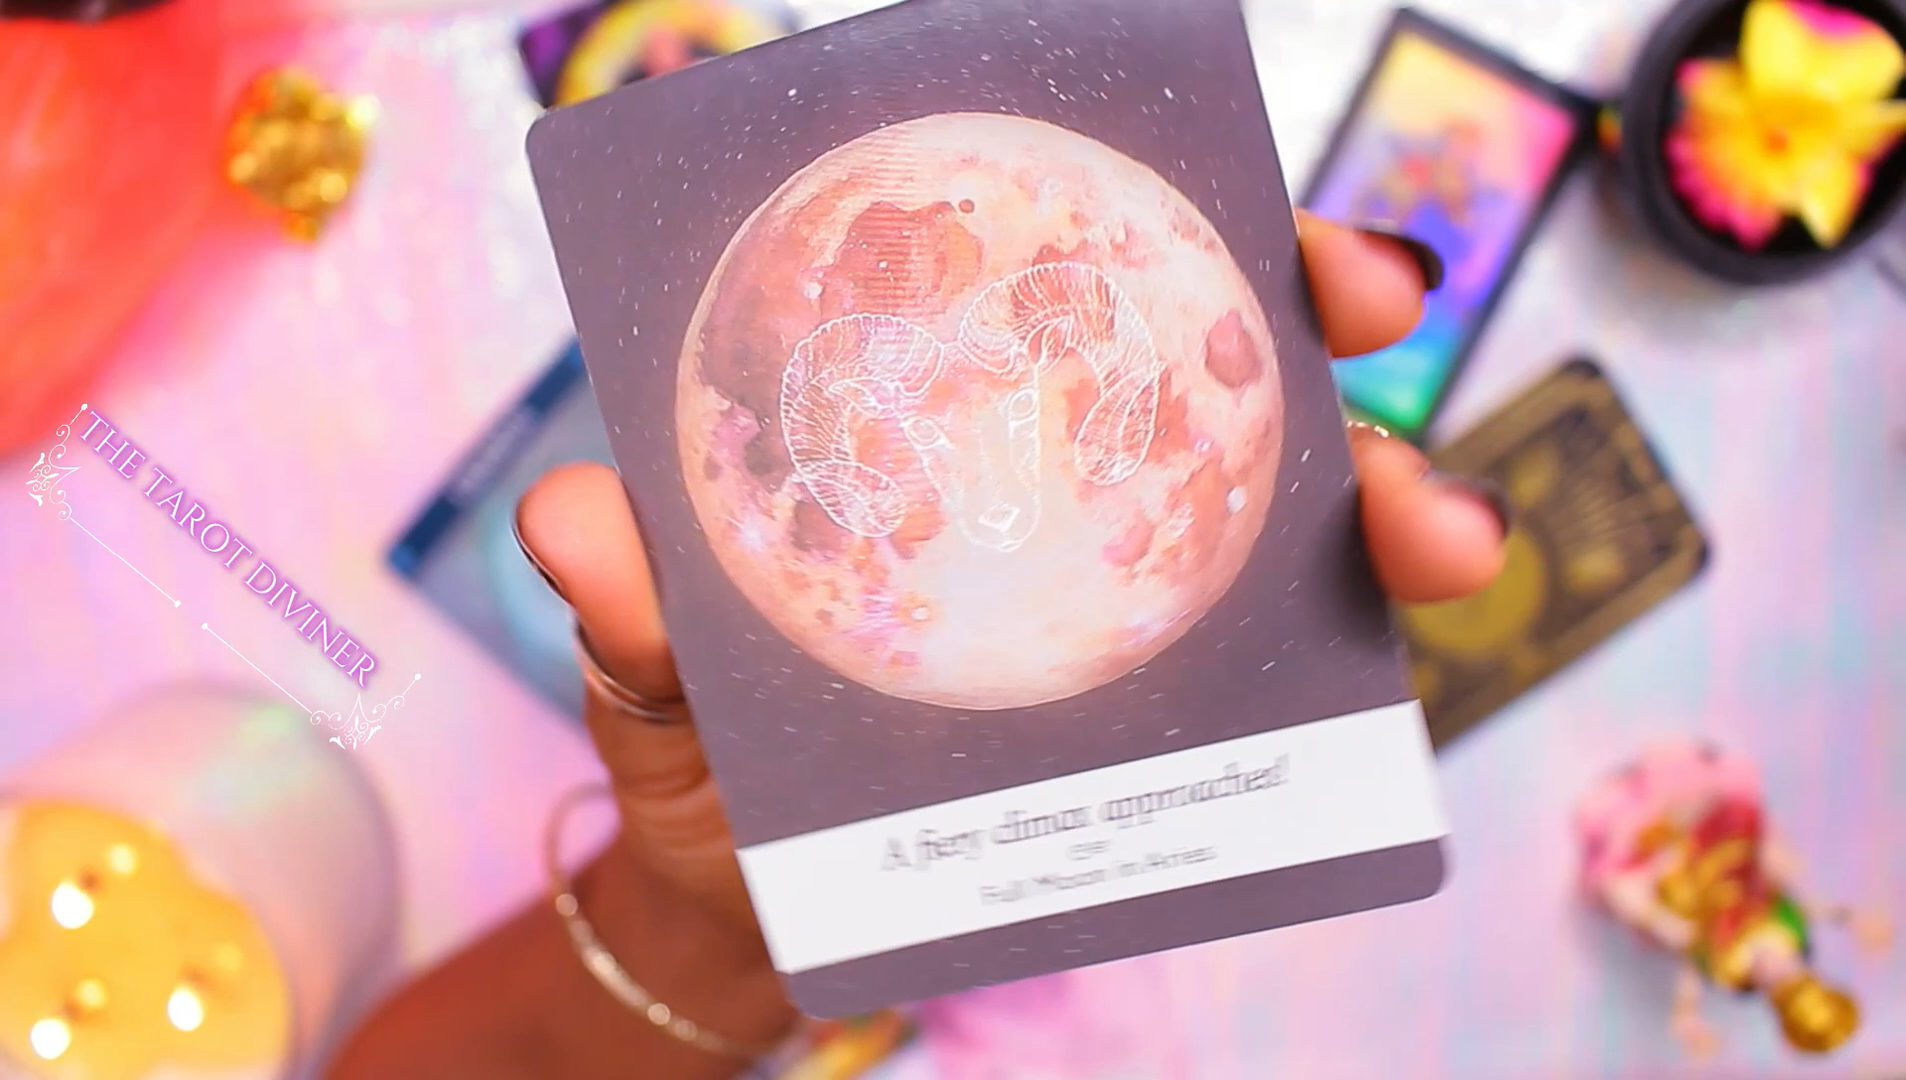 THE TAROT DIVINER
A fiery climax approaches!
Full Moon in Aries